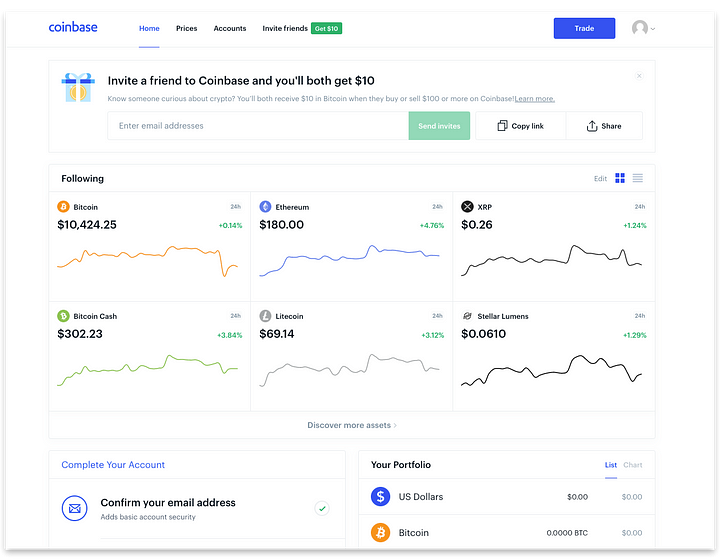 coinbase
Home
Prices
Accounts
Invite friends
Get $10
Trade
Invite a friend to Coinbase and you'll both get $10
Know someone curious about crypto? You'll both receive $10 in Bitcoin when they buy or sell $100 or more on Coinbase!Learn more.
Enter email addresses
Send invites
Copy link
Share
Following
Edit
Bitcoin
24h
$10,424.25
+0.14%
Ethereum
24h
$180.00
+4.76%
XRP
24h
$0.26
+1.24%
Bitcoin Cash
24h
$302.23
+3.84%
Litecoin
24h
$69.14
+3.12%
Stellar Lumens
24h
$0.0610
+1.29%
Discover more assets
Complete Your Account
Confirm your email address
Adds basic account security
Your Portfolio
List
Chart
US Dollars
$0.00
$0.00
Bitcoin
0.0000 BTC
$0.00